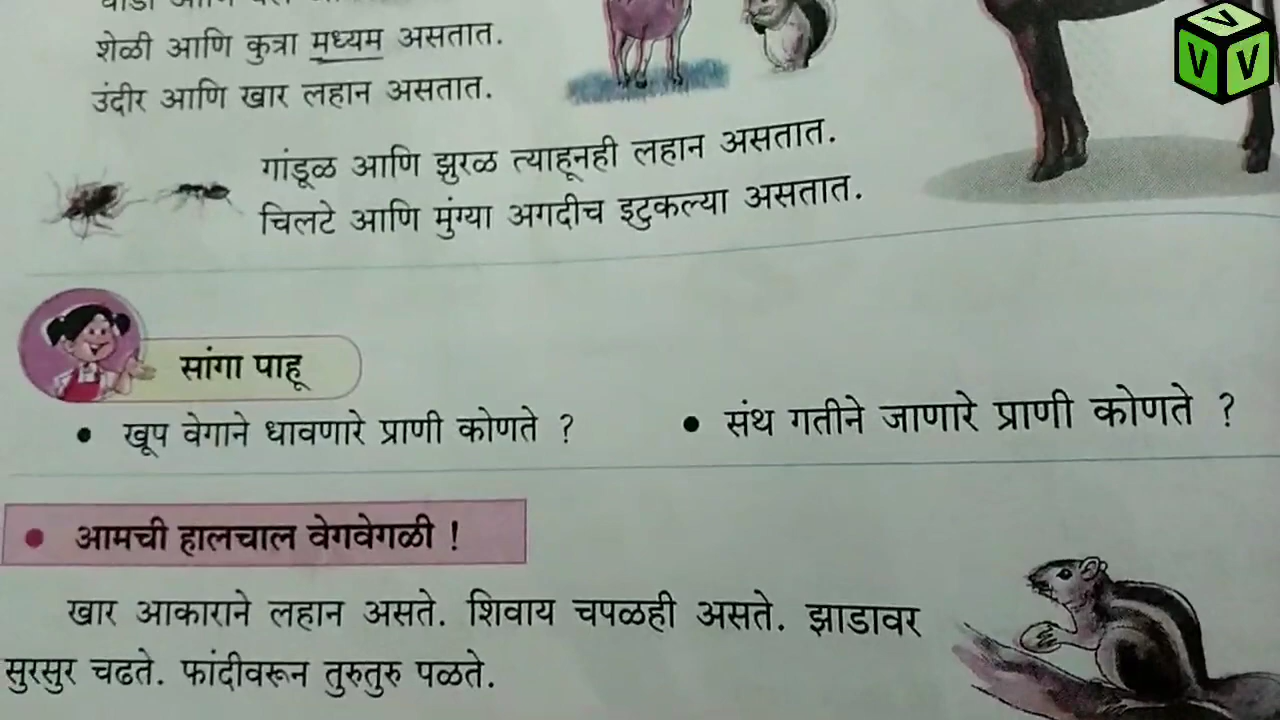 शेळी आणि कुत्रा मध्यम असतात.
उंदीर आणि खार लहान असतात.
गांडूळ आणि झुरळ त्याहूनही लहान असतात.
चिलटे आणि मुंग्या अगदीच इटुकल्या असतात.
सांगा पाहू
• खूप वेगाने धावणारे प्राणी कोणते ?
• संथ गतीने जाणारे प्राणी कोणते ?
• आमची हालचाल वेगवेगळी !
खार आकाराने लहान असते. शिवाय चपळही असते. झाडावर
सुरसुर चढते. फांदीवरून तुरुतुरु पळते.
VVV